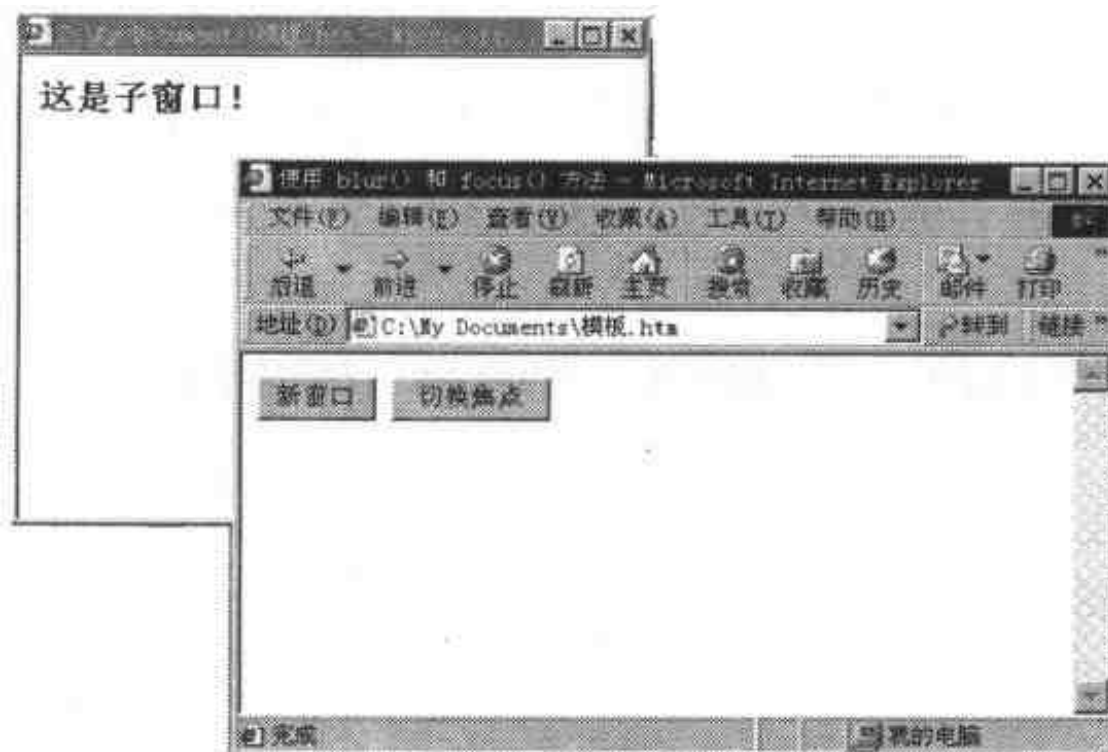 这是子窗口!
使用 blur() 和 focus() 方法 - Microsoft Internet Explorer
文件(F) 编辑(E) 查看(V) 收藏(A) 工具(T) 帮助(H)
后退 前进 停止 刷新 主页 搜索 收藏 历史 邮件 打印 »
地址(D) C:\My Documents\模板.htm 转到 链接 »
新窗口 切换焦点
完成 我的电脑